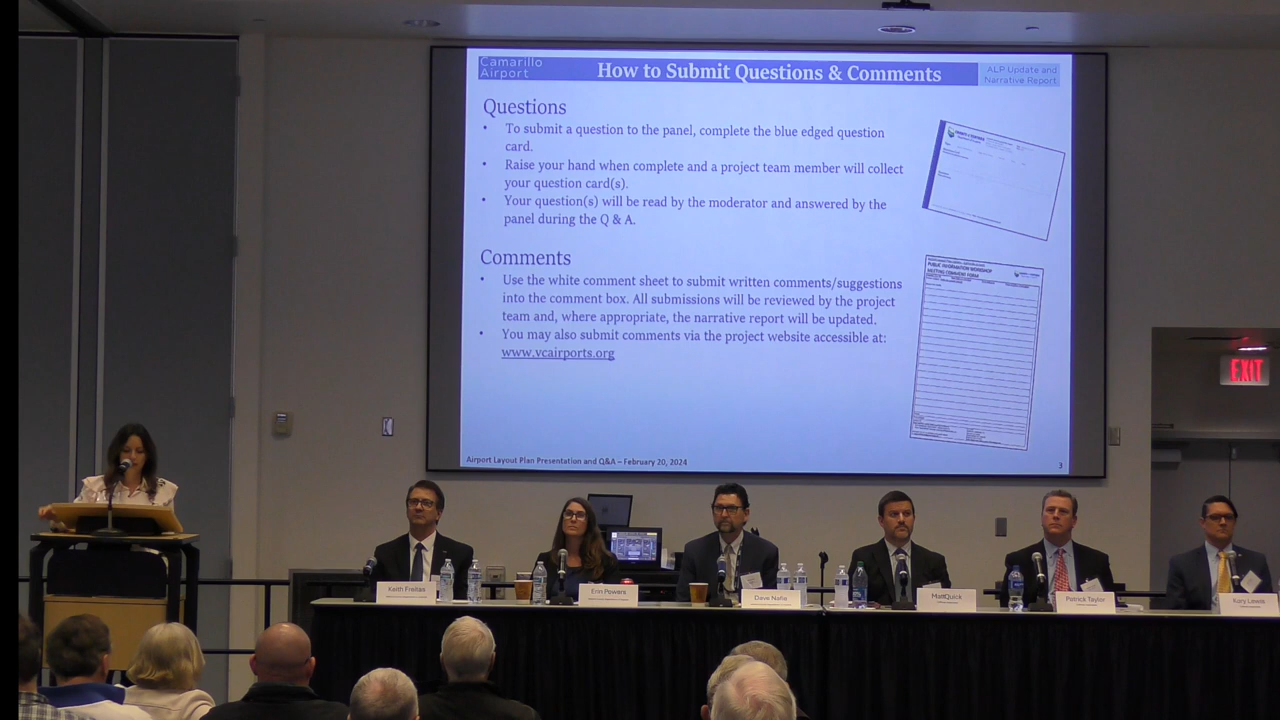 Camarillo
Airport
How to Submit Questions & Comments
ALP Update and
Narrative Report
Questions
• To submit a question to the panel, complete the blue edged question
card.
• Raise your hand when complete and a project team member will collect
your question card(s).
• Your question(s) will be read by the moderator and answered by the
panel during the Q & A.
Comments
• Use the white comment sheet to submit written comments/suggestions
into the comment box. All submissions will be reviewed by the project
team and, where appropriate, the narrative report will be updated.
• You may also submit comments via the project website accessible at:
www.vcairports.org
PUBLIC INFORMATION WORKSHOP
MEETING COMMENT FORM
Airport Layout Plan Presentation and Q&A – February 20, 2024
3
EXIT
Keith Freitas
Erin Powers
Dave Nafie
Matt Quick
Patrick Taylor
Kory Lewis